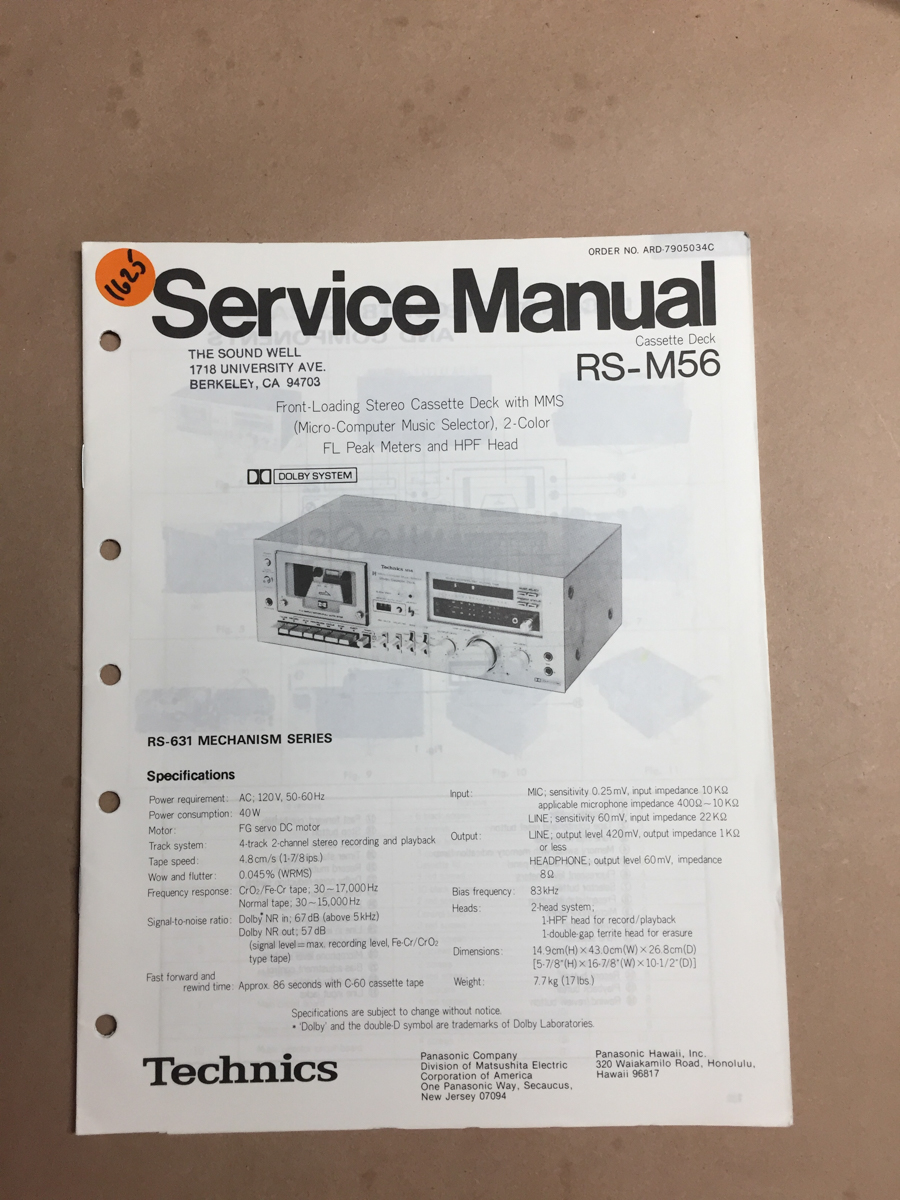 ORDER NO. ARD-7905034C
1625
Service Manual
Cassette Deck
RS-M56
THE SOUND WELL
1718 UNIVERSITY AVE.
BERKELEY, CA 94703
Front-Loading Stereo Cassette Deck with MMS
(Micro-Computer Music Selector), 2-Color
FL Peak Meters and HPF Head
DOLBY SYSTEM
Technics
RS-631 MECHANISM SERIES
Specifications
Power requirement: AC; 120V, 50-60Hz
Power consumption: 40W
Motor: FG servo DC motor
Track system: 4-track 2-channel stereo recording and playback
Tape speed: 4.8cm/s (1-7/8 ips.)
Wow and flutter: 0.045% (WRMS)
Frequency response: CrO₂/Fe-Cr tape; 30~17,000Hz
Normal tape; 30~15,000Hz
Signal-to-noise ratio: Dolby* NR in; 67dB (above 5kHz)
Dolby NR out; 57dB
(signal level=max. recording level, Fe-Cr/CrO₂
type tape)
Fast forward and
rewind time: Approx. 86 seconds with C-60 cassette tape
Input: MIC; sensitivity 0.25mV, input impedance 10KΩ
applicable microphone impedance 400Ω~10KΩ
LINE; sensitivity 60mV, input impedance 22KΩ
Output: LINE; output level 420mV, output impedance 1KΩ
or less
HEADPHONE; output level 60mV, impedance
8Ω
Bias frequency: 83kHz
Heads: 2-head system;
1-HPF head for record/playback
1-double-gap ferrite head for erasure
Dimensions: 14.9cm(H)×43.0cm(W)×26.8cm(D)
[5-7/8"(H)×16-7/8"(W)×10-1/2"(D)]
Weight: 7.7kg (17lbs.)
Specifications are subject to change without notice.
* 'Dolby' and the double-D symbol are trademarks of Dolby Laboratories.
Technics
Panasonic Company
Division of Matsushita Electric
Corporation of America
One Panasonic Way, Secaucus,
New Jersey 07094
Panasonic Hawaii, Inc.
320 Waiakamilo Road, Honolulu,
Hawaii 96817